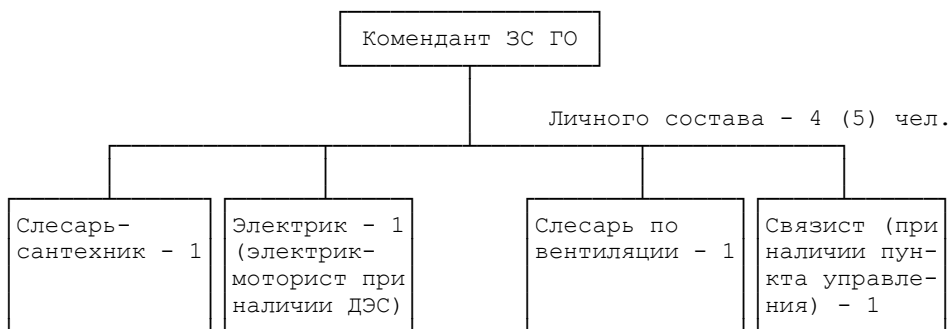 Комендант ЗС ГО
Личного состава - 4 (5) чел.
Слесарь-
сантехник - 1
Электрик - 1
(электрик-
моторист при
наличии ДЭС)
Слесарь по
вентиляции - 1
Связист (при
наличии пун-
кта управле-
ния) - 1